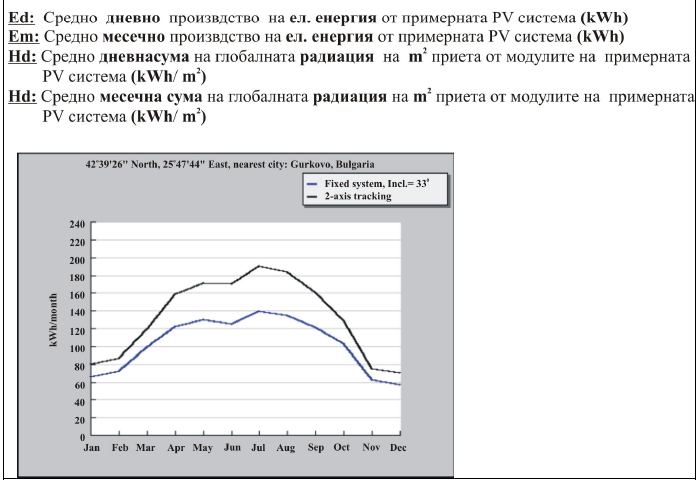 Ed: Средно дневно произвдство на ел. енергия от примерната PV система (kWh)
Em: Средно месечно произвдство на ел. енергия от примерната PV система (kWh)
Hd: Средно дневнасума на глобалната радиация на m² приета от модулите на примерната
PV система (kWh/ m²)
Hd: Средно месечна сума на глобалната радиация на m² приета от модулите на примерната
PV система (kWh/ m²)
42°39'26" North, 25°47'44" East, nearest city: Gurkovo, Bulgaria
Fixed system, Incl.= 33°
2-axis tracking
kWh/month
240
220
200
180
160
140
120
100
80
60
40
20
0
Jan Feb Mar Apr May Jun Jul Aug Sep Oct Nov Dec